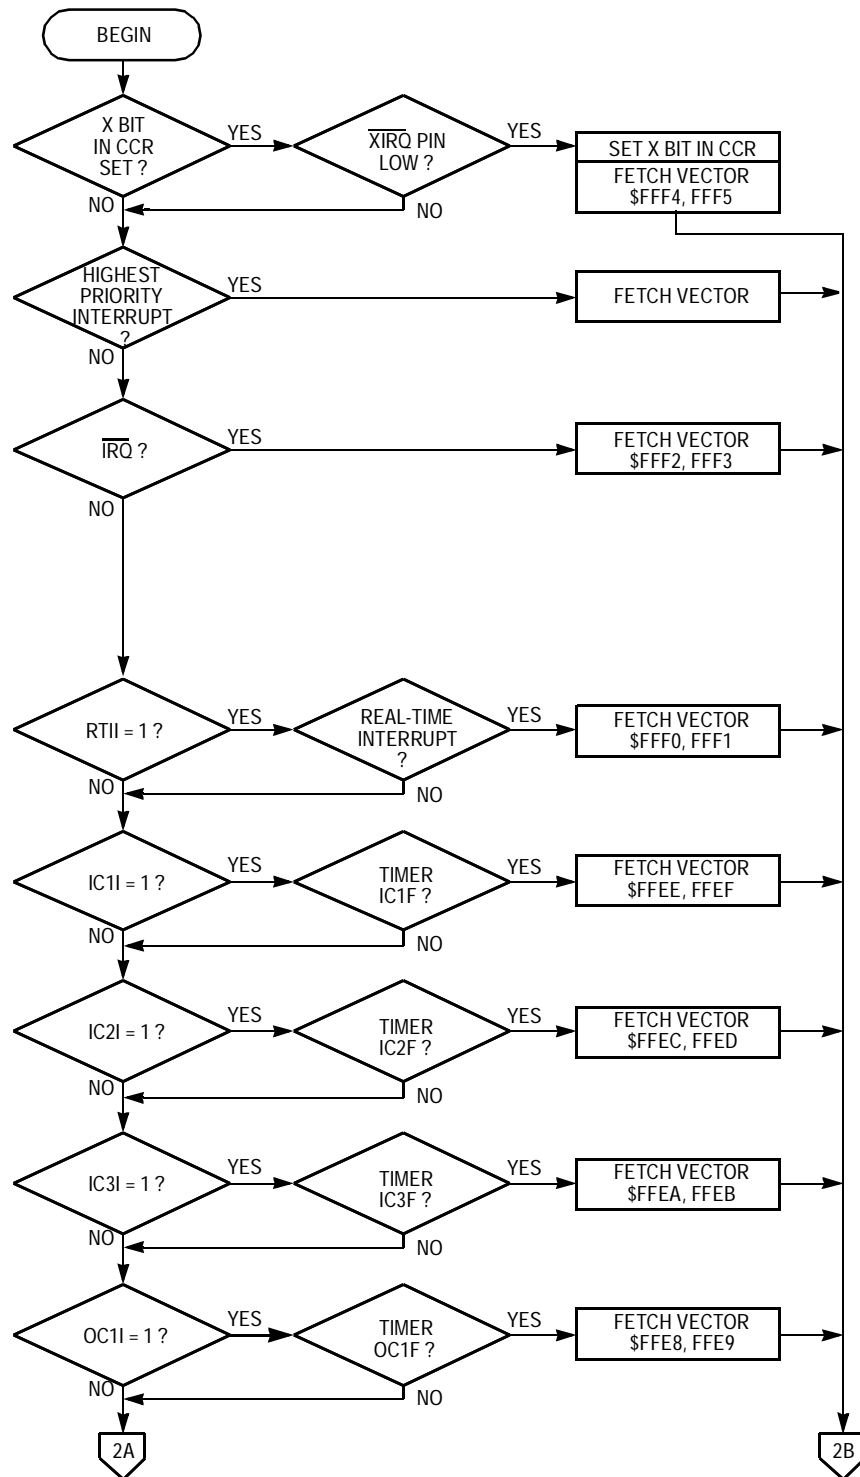 BEGIN
X BIT
IN CCR
SET ?
YES
XIRQ PIN
LOW ?
YES
SET X BIT IN CCR
FETCH VECTOR
$FFF4, FFF5
NO
NO
HIGHEST
PRIORITY
INTERRUPT
?
YES
FETCH VECTOR
NO
IRQ ?
YES
FETCH VECTOR
$FFF2, FFF3
NO
RTII = 1 ?
YES
REAL-TIME
INTERRUPT
?
YES
FETCH VECTOR
$FFF0, FFF1
NO
NO
IC1I = 1 ?
YES
TIMER
IC1F ?
YES
FETCH VECTOR
$FFEE, FFEF
NO
NO
IC2I = 1 ?
YES
TIMER
IC2F ?
YES
FETCH VECTOR
$FFEC, FFED
NO
NO
IC3I = 1 ?
YES
TIMER
IC3F ?
YES
FETCH VECTOR
$FFEA, FFEB
NO
NO
OC1I = 1 ?
YES
TIMER
OC1F ?
YES
FETCH VECTOR
$FFE8, FFE9
NO
NO
2A
2B